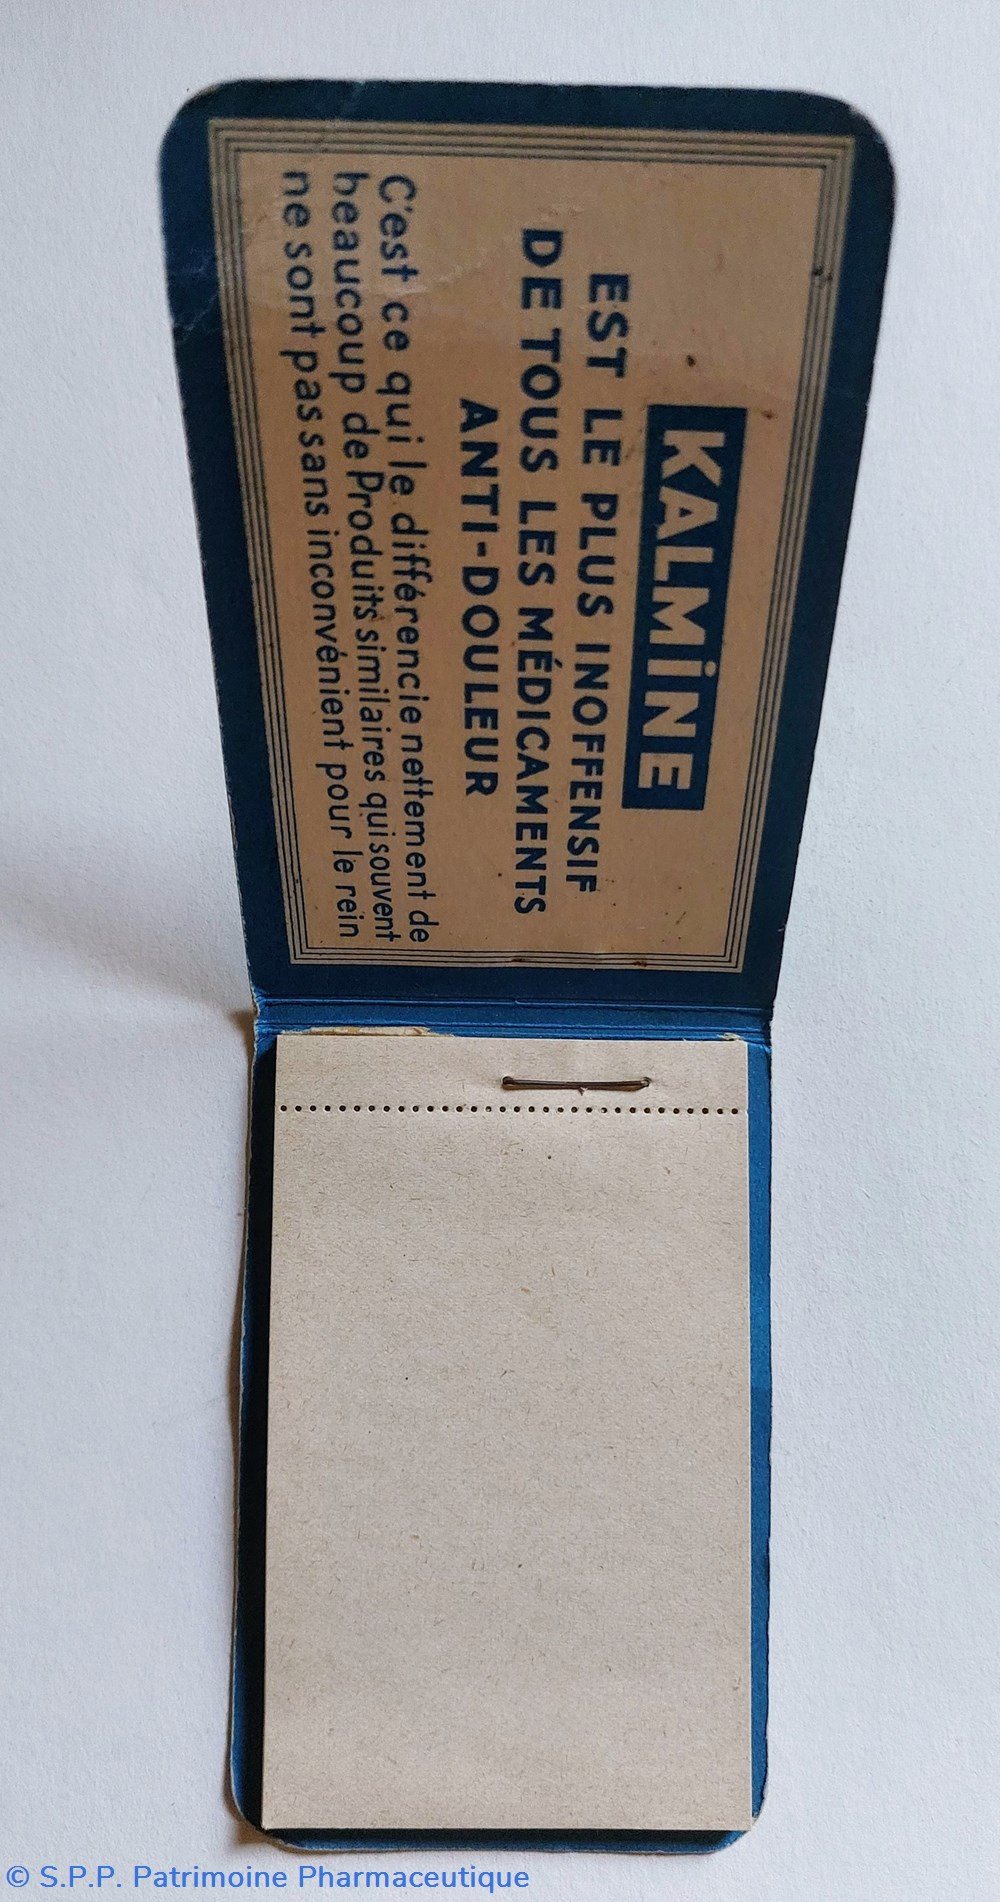 KALMiNE
EST LE PLUS INOFFENSIF
DE TOUS LES MÉDICAMENTS
ANTI-DOULEUR
C'est ce qui le différencie nettement de
beaucoup de Produits similaires qui souvent
ne sont pas sans inconvénient pour le rein
© S.P.P. Patrimoine Pharmaceutique